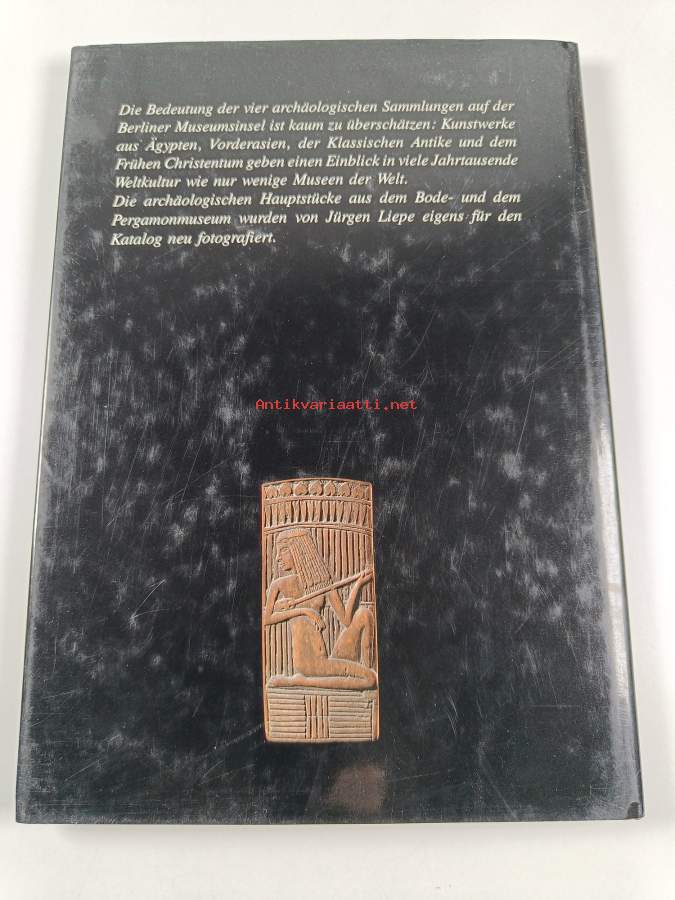 Die Bedeutung der vier archäologischen Sammlungen auf der
Berliner Museumsinsel ist kaum zu überschätzen: Kunstwerke
aus Ägypten, Vorderasien, der Klassischen Antike und dem
Frühen Christentum geben einen Einblick in viele Jahrtausende
Weltkultur wie nur wenige Museen der Welt.
Die archäologischen Hauptstücke aus dem Bode- und dem
Pergamonmuseum wurden von Jürgen Liepe eigens für den
Katalog neu fotografiert.
Antikvariaatti.net